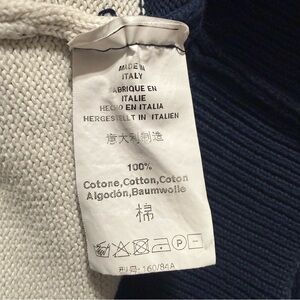 MADE IN
ITALY
FABRIQUE EN
ITALIE
HECHO EN ITALIA
HERGESTELLT IN ITALIEN
意大利制造
100%
Cotone,Cotton,Coton
Algodón,Baumwolle
棉
P
型号: 160/84A